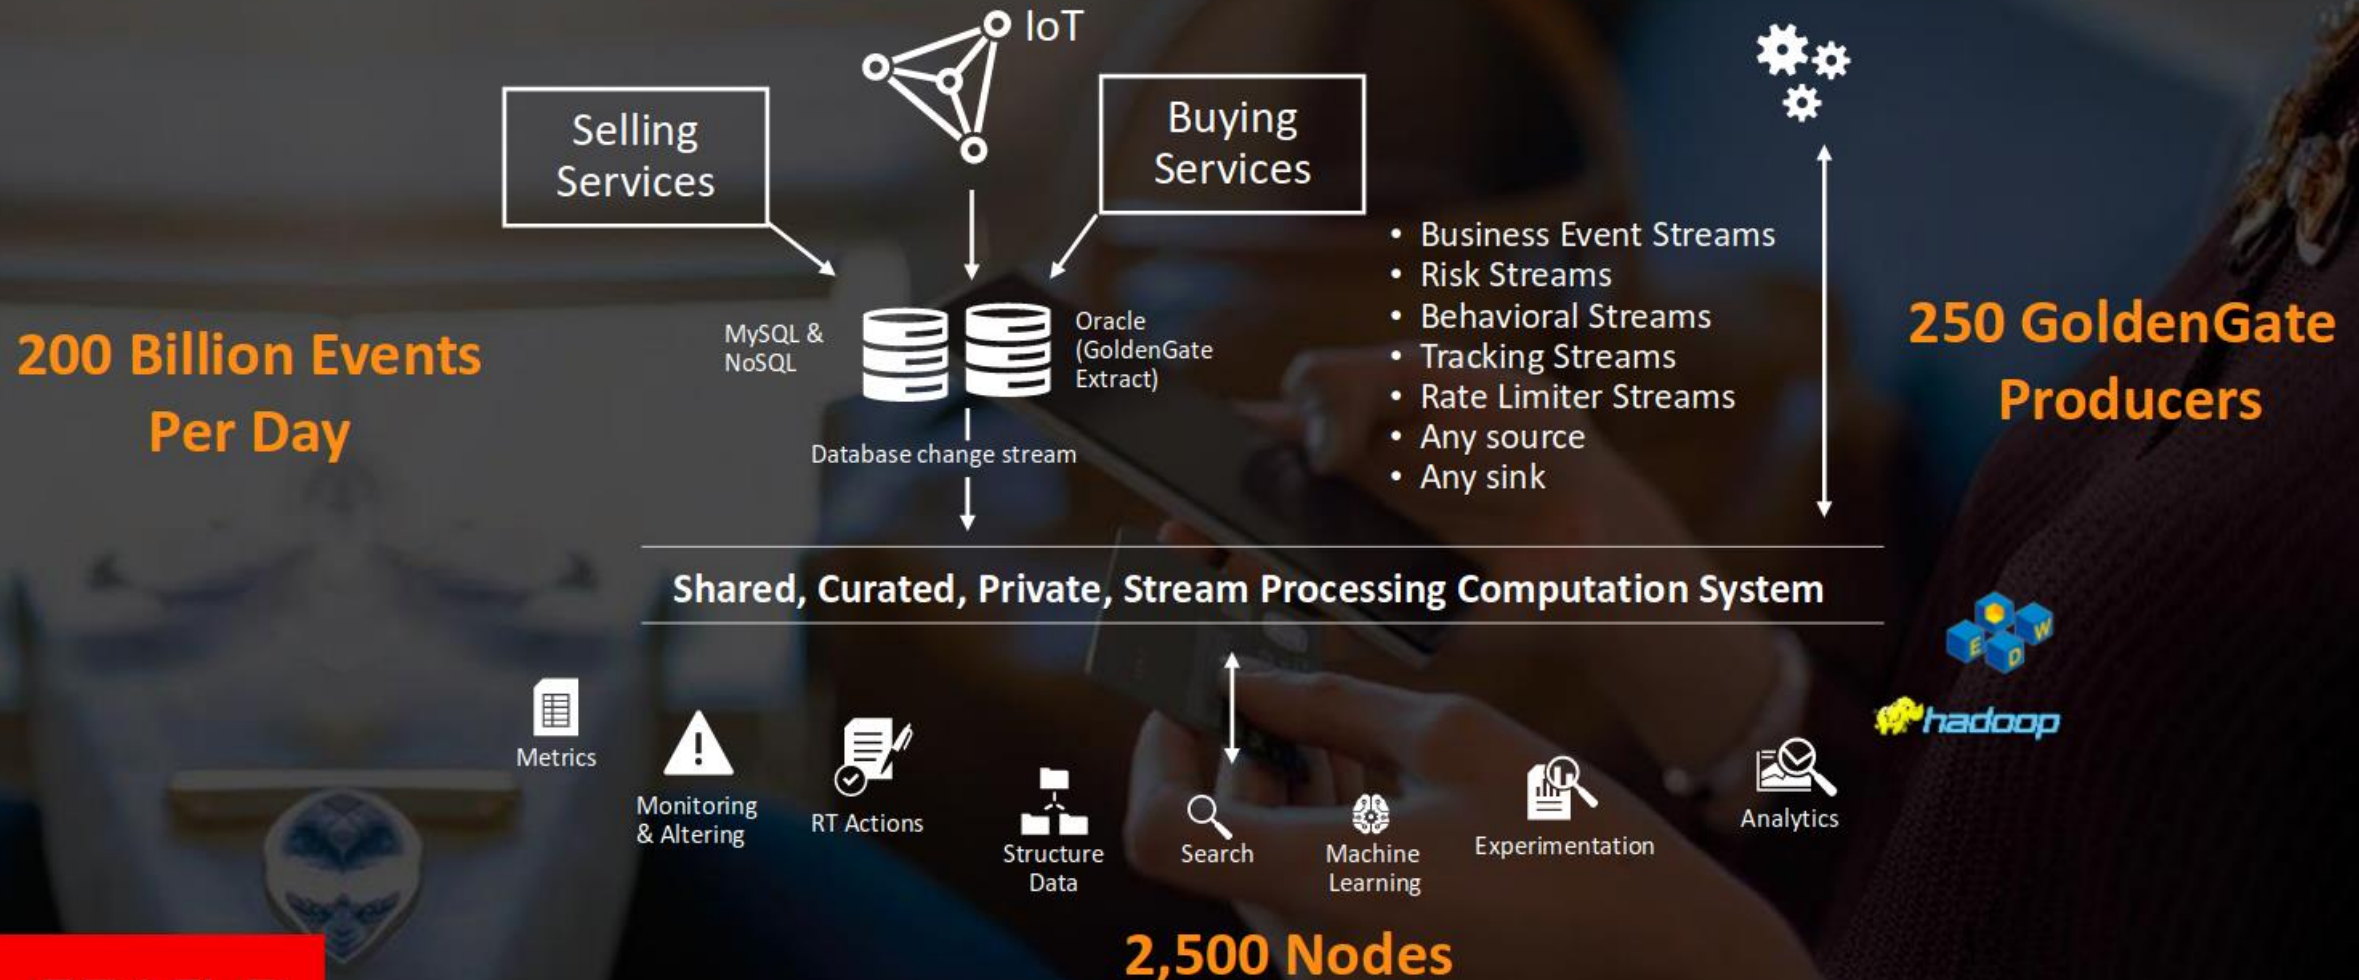 IoT
Selling
Services
Buying
Services
MySQL &
NoSQL
Oracle
(GoldenGate
Extract)
Database change stream
• Business Event Streams
• Risk Streams
• Behavioral Streams
• Tracking Streams
• Rate Limiter Streams
• Any source
• Any sink
200 Billion Events
Per Day
250 GoldenGate
Producers
Shared, Curated, Private, Stream Processing Computation System
E D W
hadoop
Metrics
Monitoring
& Altering
RT Actions
Structure
Data
Search
Machine
Learning
Experimentation
Analytics
2,500 Nodes